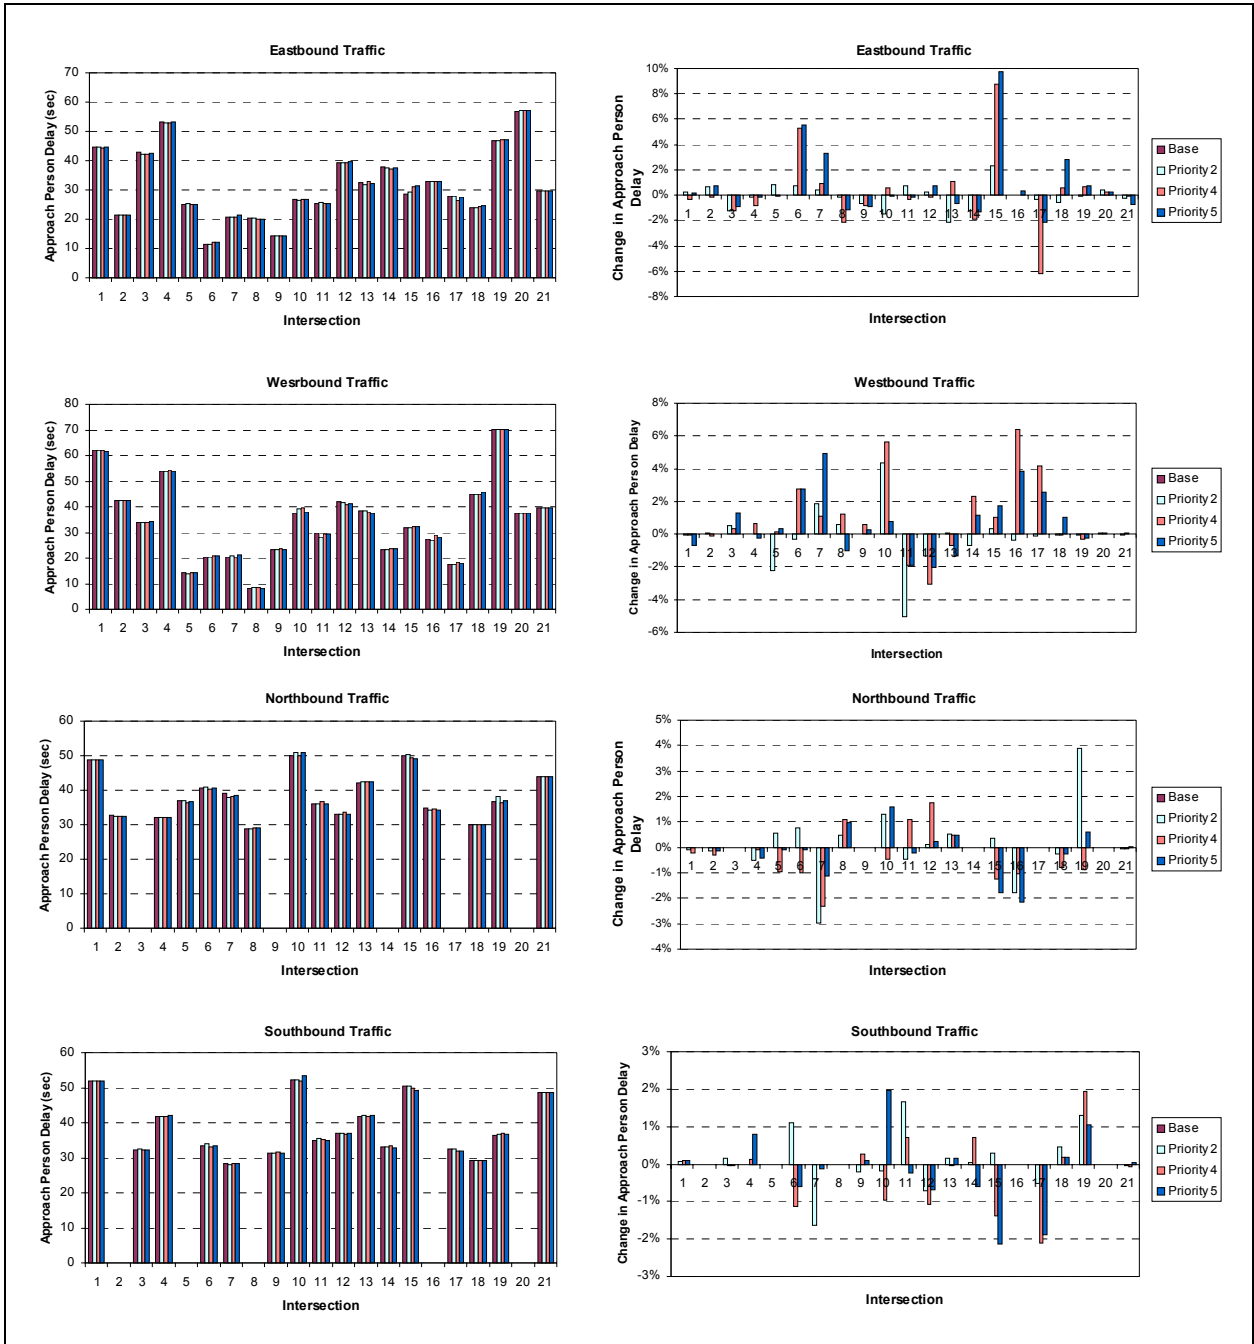 Eastbound Traffic
Approach Person Delay (sec)
70
60
50
40
30
20
10
0
1 2 3 4 5 6 7 8 9 10 11 12 13 14 15 16 17 18 19 20 21
Intersection
Eastbound Traffic
Change in Approach Person
Delay
10%
8%
6%
4%
2%
0%
-2%
-4%
-6%
-8%
1 2 3 4 5 6 7 8 9 10 11 12 13 14 15 16 17 18 19 20 21
Intersection
Base
Priority 2
Priority 4
Priority 5
Wesrbound Traffic
Approach Person Delay (sec)
80
70
60
50
40
30
20
10
0
1 2 3 4 5 6 7 8 9 10 11 12 13 14 15 16 17 18 19 20 21
Intersection
Westbound Traffic
Change in Approach Person Delay
8%
6%
4%
2%
0%
-2%
-4%
-6%
1 2 3 4 5 6 7 8 9 10 11 12 13 14 15 16 17 18 19 20 21
Intersection
Base
Priority 2
Priority 4
Priority 5
Northbound Traffic
Approach Person Delay (sec)
60
50
40
30
20
10
0
1 2 3 4 5 6 7 8 9 10 11 12 13 14 15 16 17 18 19 20 21
Intersection
Northbound Traffic
Change in Approach Person
Delay
5%
4%
3%
2%
1%
0%
-1%
-2%
-3%
-4%
1 2 3 4 5 6 7 8 9 10 11 12 13 14 15 16 17 18 19 20 21
Intersection
Base
Priority 2
Priority 4
Priority 5
Southbound Traffic
Approach Person Delay (sec)
60
50
40
30
20
10
0
1 2 3 4 5 6 7 8 9 10 11 12 13 14 15 16 17 18 19 20 21
Intersection
Southbound Traffic
Change in Approach Person Delay
3%
2%
1%
0%
-1%
-2%
-3%
1 2 3 4 5 6 7 8 9 10 11 12 13 14 15 16 17 18 19 20 21
Intersection
Base
Priority 2
Priority 4
Priority 5